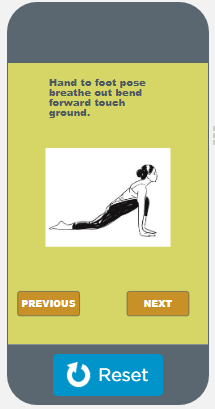 Hand to foot pose
breathe out bend
forward touch
ground.
PREVIOUS NEXT
Reset